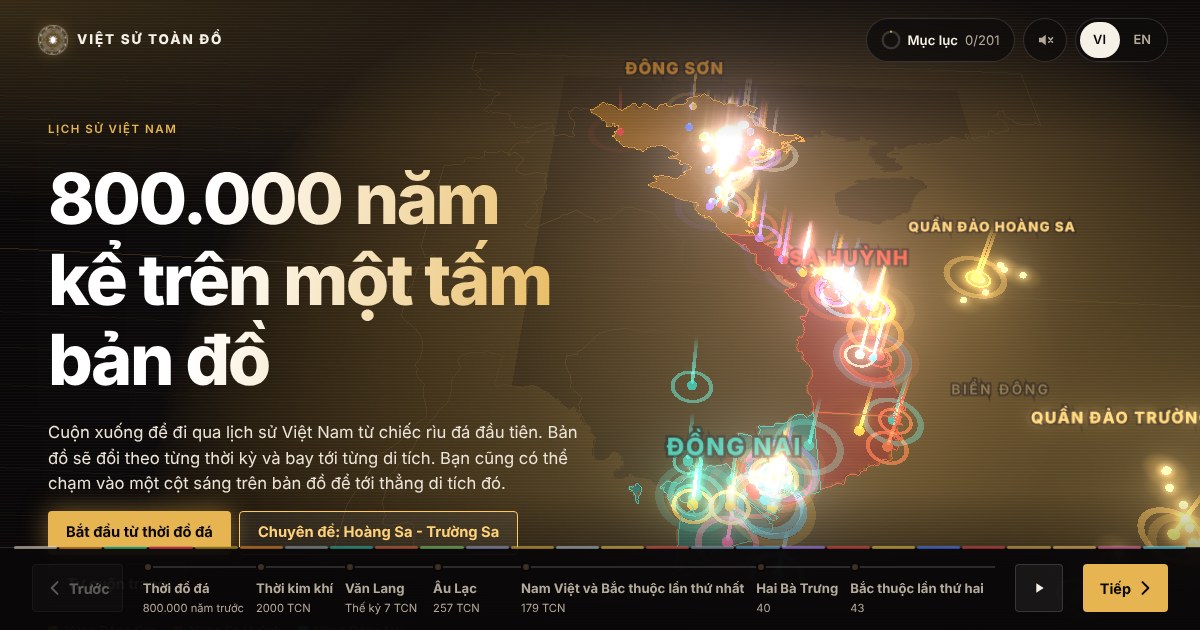 VIỆT SỬ TOÀN ĐỒ
Mục lục 0/201
VI
EN
ĐÔNG SƠN
LỊCH SỬ VIỆT NAM
800.000 năm
kể trên một tấm
bản đồ
QUẦN ĐẢO HOÀNG SA
SA HUỲNH
BIỂN ĐÔNG
QUẦN ĐẢO TRƯỜN
ĐỒNG NAI
Cuộn xuống để đi qua lịch sử Việt Nam từ chiếc rìu đá đầu tiên. Bản
đồ sẽ đổi theo từng thời kỳ và bay tới từng di tích. Bạn cũng có thể
chạm vào một cột sáng trên bản đồ để tới thẳng di tích đó.
Bắt đầu từ thời đồ đá
Chuyên đề: Hoàng Sa - Trường Sa
Trước
Thời đồ đá
800.000 năm trước
Thời kim khí
2000 TCN
Văn Lang
Thế kỷ 7 TCN
Âu Lạc
257 TCN
Nam Việt và Bắc thuộc lần thứ nhất
179 TCN
Hai Bà Trưng
40
Bắc thuộc lần thứ hai
43
Tiếp